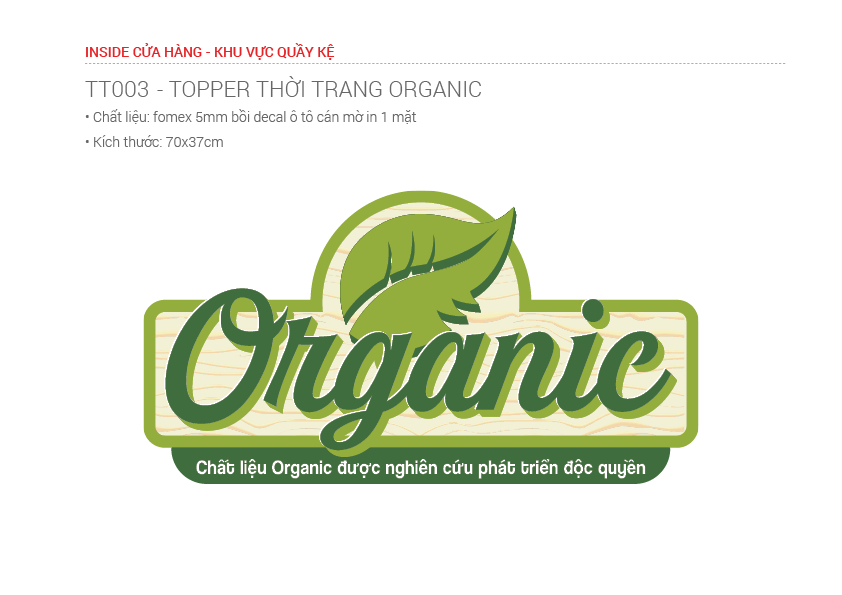 INSIDE CỬA HÀNG - KHU VỰC QUẦY KỆ
TT003 - TOPPER THỜI TRANG ORGANIC
• Chất liệu: fomex 5mm bồi decal ô tô cán mờ in 1 mặt
• Kích thước: 70x37cm
Organic
Chất liệu Organic được nghiên cứu phát triển độc quyền